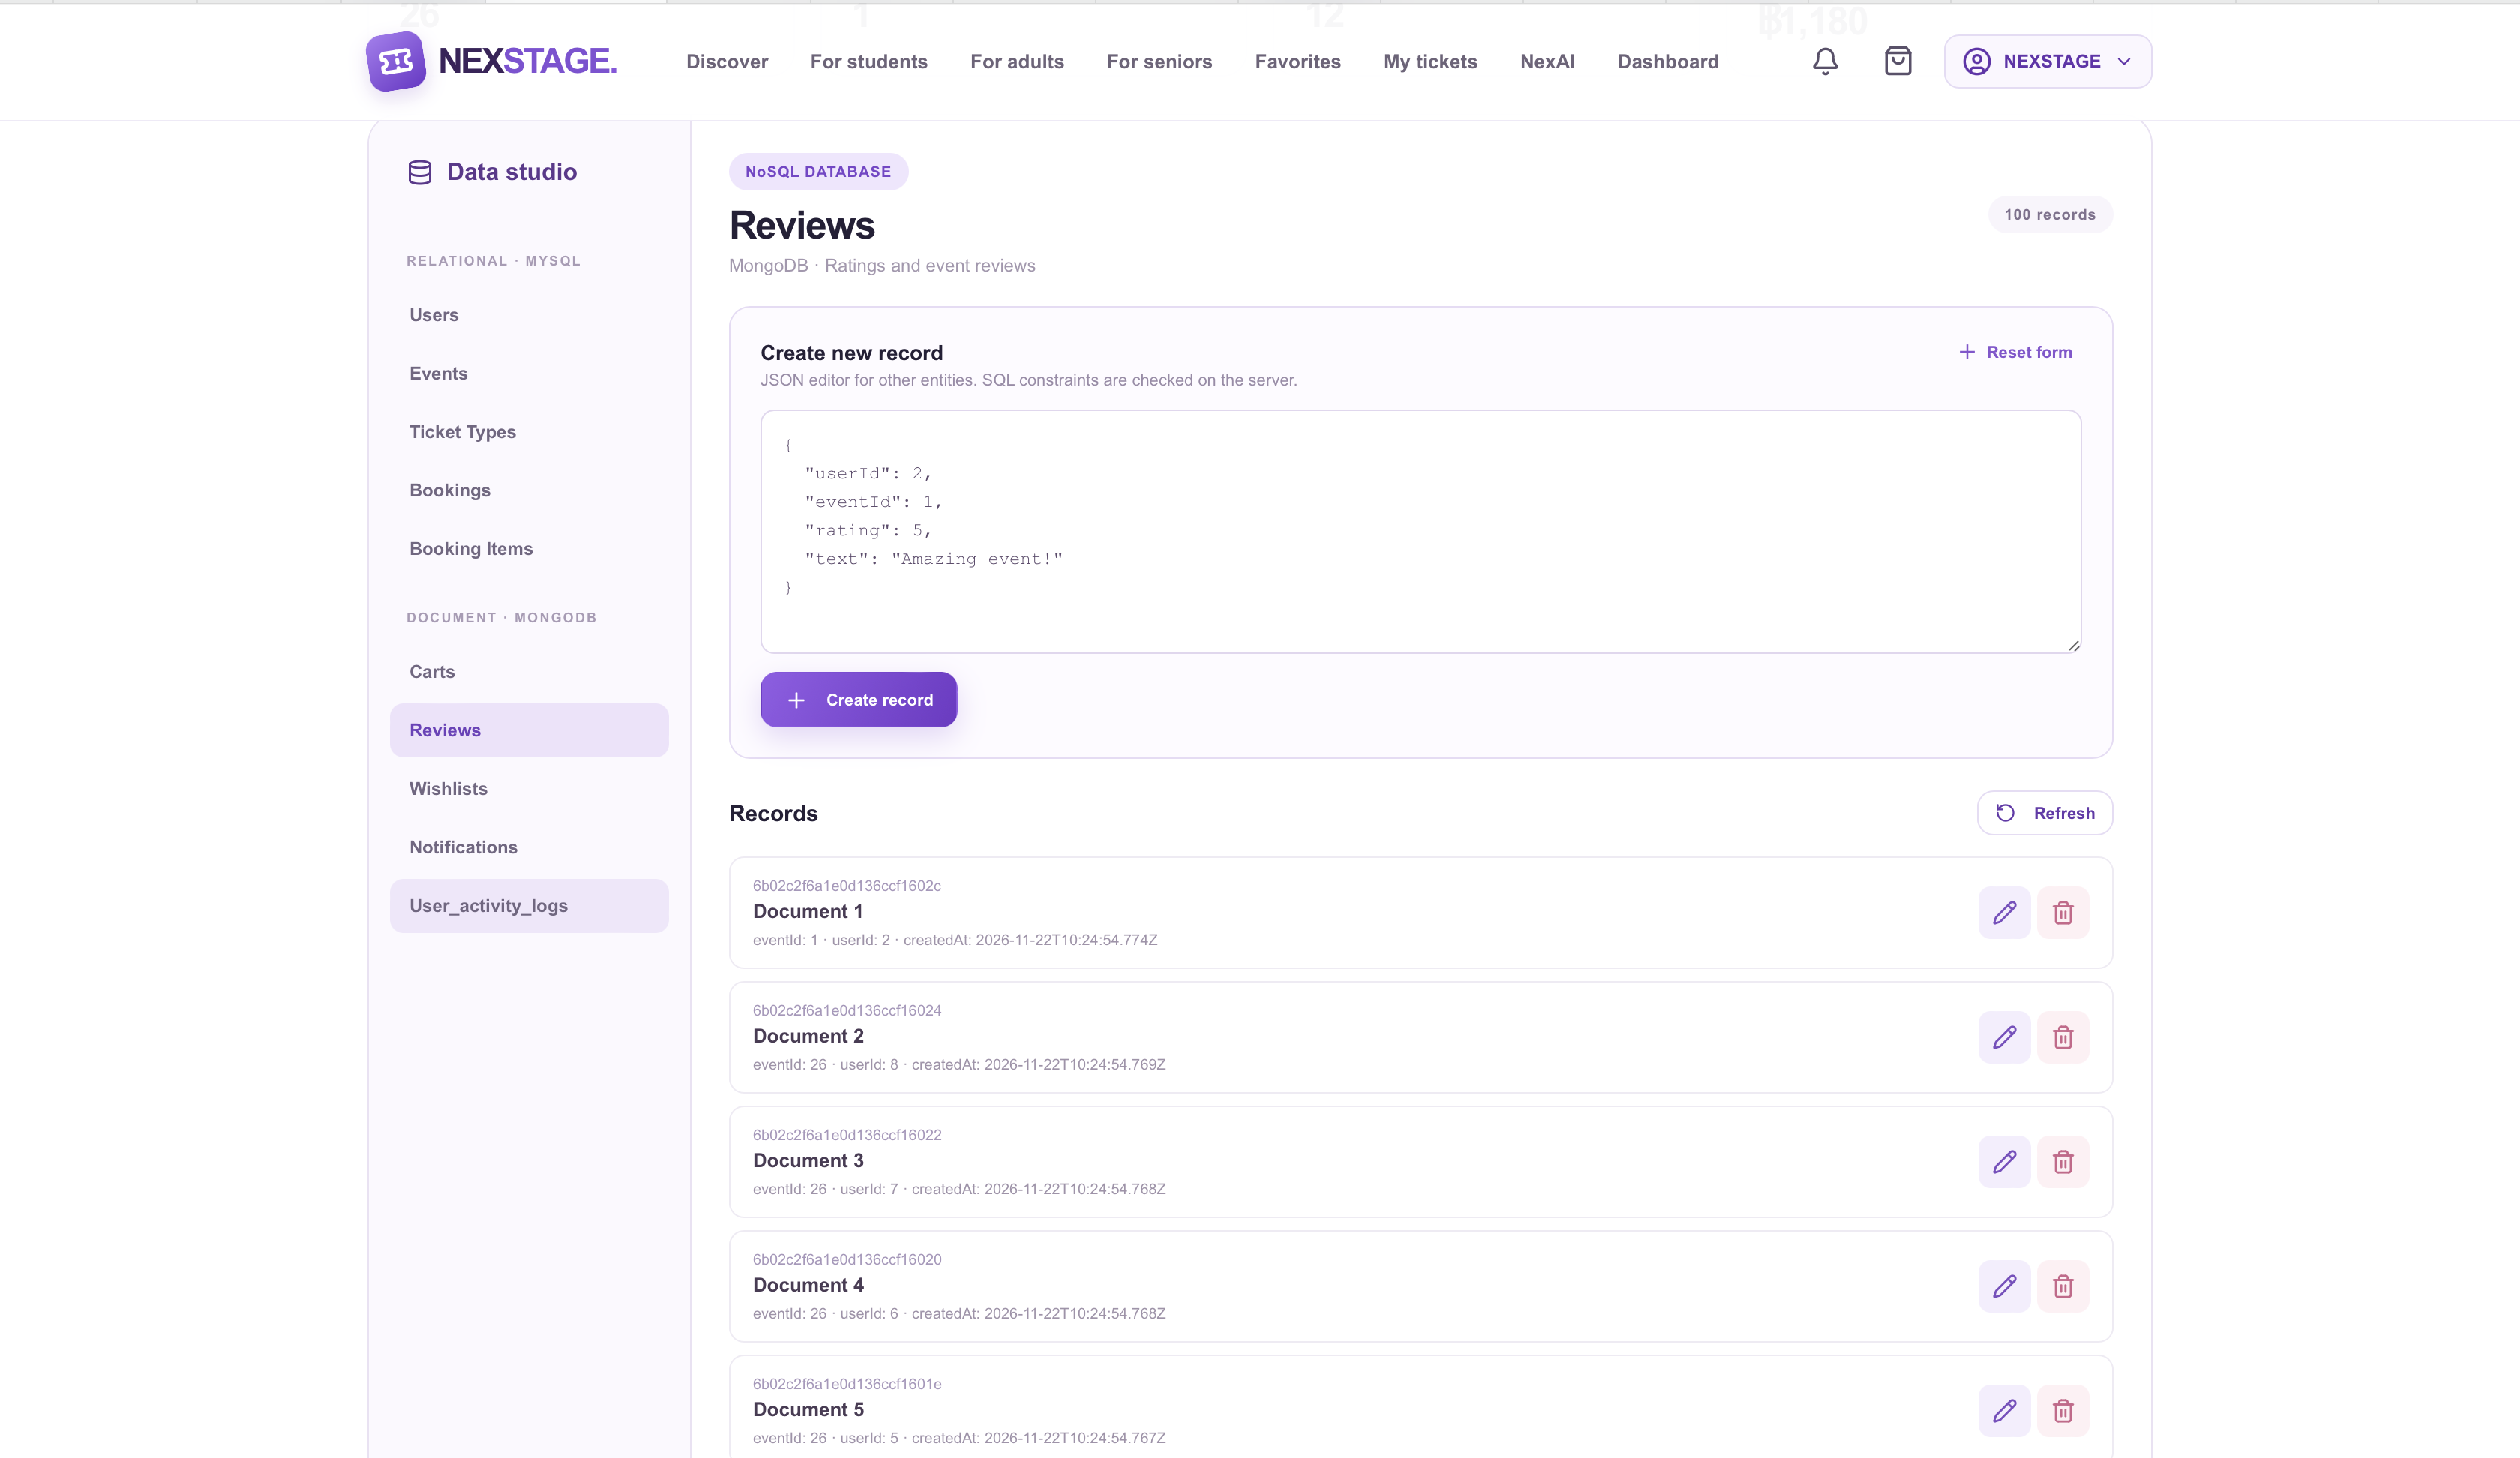 26 1 12 ฿1,180
NEXSTAGE.
Discover For students For adults For seniors Favorites My tickets NexAI Dashboard
NEXSTAGE
Data studio
RELATIONAL · MYSQL
Users
Events
Ticket Types
Bookings
Booking Items
DOCUMENT · MONGODB
Carts
Reviews
Wishlists
Notifications
User_activity_logs
NoSQL DATABASE
Reviews
100 records
MongoDB · Ratings and event reviews
Create new record
Reset form
JSON editor for other entities. SQL constraints are checked on the server.
{
"userId": 2,
"eventId": 1,
"rating": 5,
"text": "Amazing event!"
}
Create record
Records
Refresh
6b02c2f6a1e0d136ccf1602c
Document 1
eventId: 1 · userId: 2 · createdAt: 2026-11-22T10:24:54.774Z
6b02c2f6a1e0d136ccf16024
Document 2
eventId: 26 · userId: 8 · createdAt: 2026-11-22T10:24:54.769Z
6b02c2f6a1e0d136ccf16022
Document 3
eventId: 26 · userId: 7 · createdAt: 2026-11-22T10:24:54.768Z
6b02c2f6a1e0d136ccf16020
Document 4
eventId: 26 · userId: 6 · createdAt: 2026-11-22T10:24:54.768Z
6b02c2f6a1e0d136ccf1601e
Document 5
eventId: 26 · userId: 5 · createdAt: 2026-11-22T10:24:54.767Z